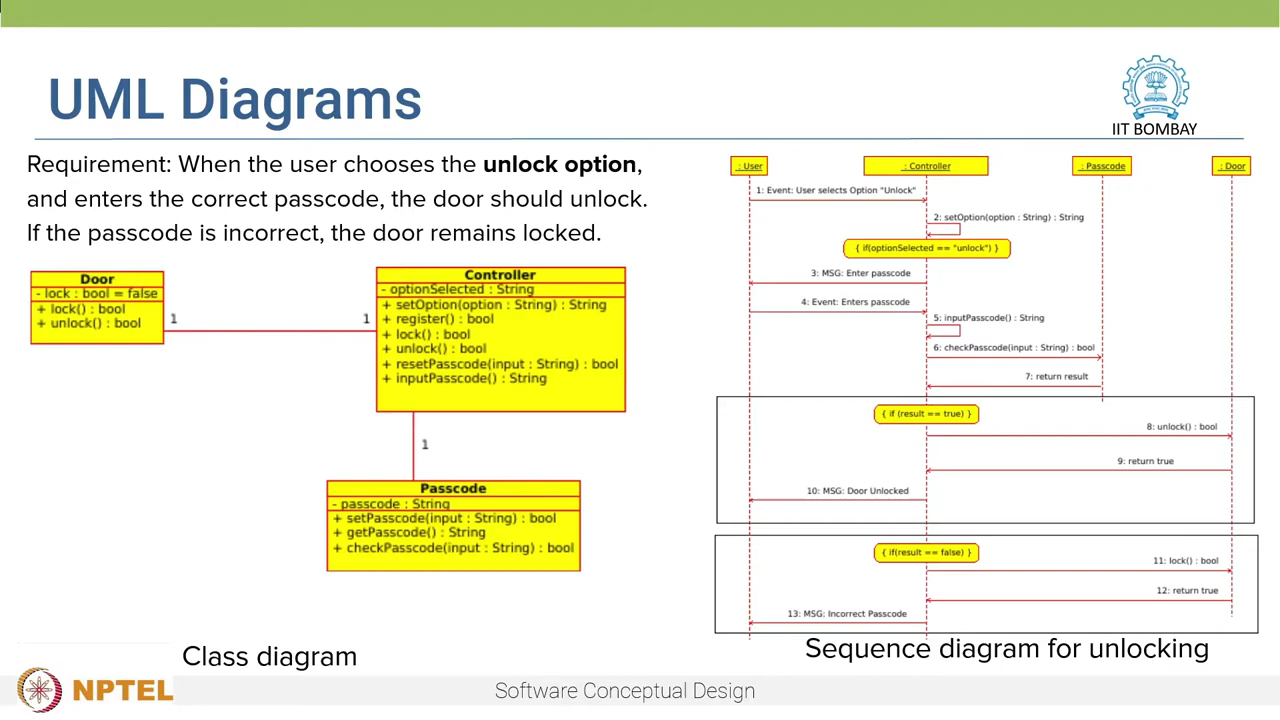 UML Diagrams
IIT BOMBAY
Requirement: When the user chooses the unlock option,
and enters the correct passcode, the door should unlock.
If the passcode is incorrect, the door remains locked.
Door
- lock : bool = false
+ lock() : bool
+ unlock() : bool
1
1
Controller
- optionSelected : String
+ setOption(option : String) : String
+ register() : bool
+ lock() : bool
+ unlock() : bool
+ resetPasscode(input : String) : bool
+ inputPasscode() : String
1
Passcode
- passcode : String
+ setPasscode(input : String) : bool
+ getPasscode() : String
+ checkPasscode(input : String) : bool
Class diagram
: User
: Controller
: Passcode
: Door
1: Event: User selects Option "Unlock"
2: setOption(option : String) : String
{ if(optionSelected == "unlock") }
3: MSG: Enter passcode
4: Event: Enters passcode
5: inputPasscode() : String
6: checkPasscode(input : String) : bool
7: return result
{ if (result == true) }
8: unlock() : bool
9: return true
10: MSG: Door Unlocked
{ if(result == false) }
11: lock() : bool
12: return true
13: MSG: Incorrect Passcode
Sequence diagram for unlocking
NPTEL
Software Conceptual Design